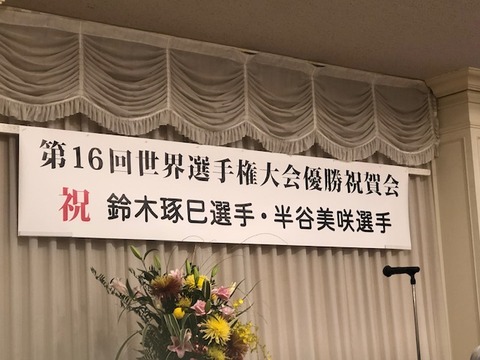 第16回世界選手権大会優勝祝賀会
祝 鈴木琢巳選手・半谷美咲選手